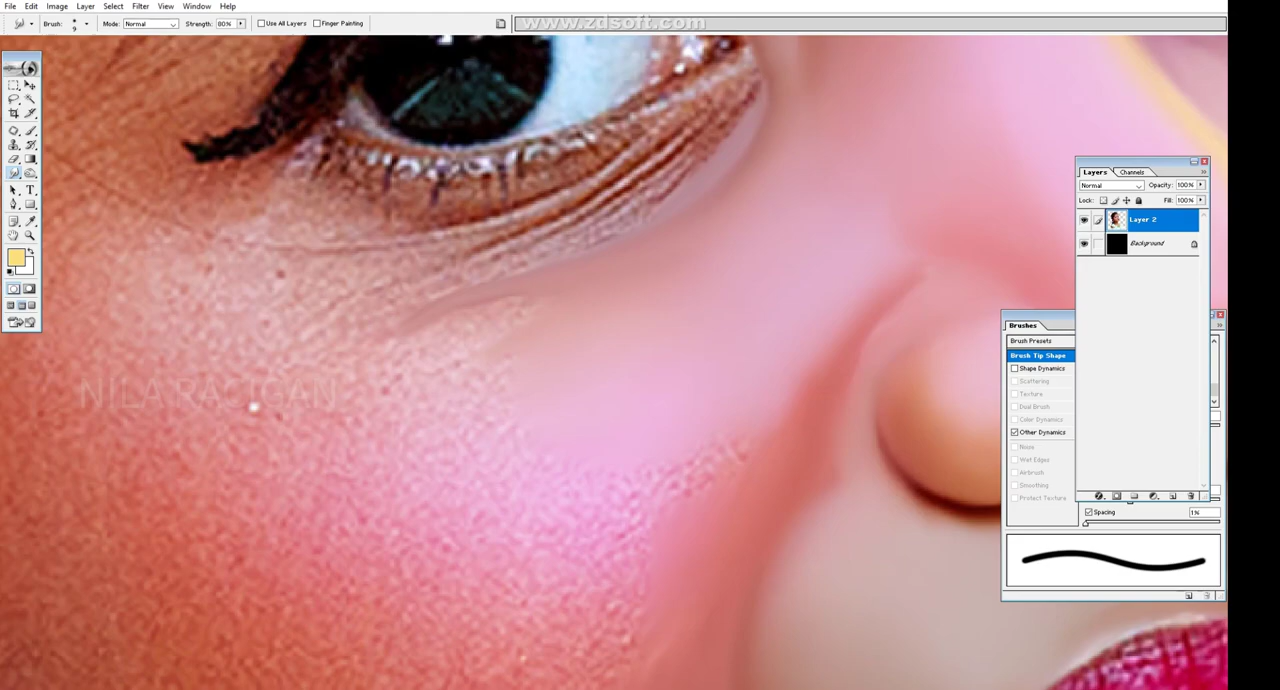 File Edit Image Layer Select Filter View Window Help
Brush: 9 Mode: Normal Strength: 80% Use All Layers Finger Painting
www.zdsoft.com
Layers Channels
Normal Opacity: 100%
Lock: Fill: 100%
Layer 2
Background
Brushes
Brush Presets
Brush Tip Shape
Shape Dynamics
Scattering
Texture
Dual Brush
Color Dynamics
Other Dynamics
Noise
Wet Edges
Airbrush
Smoothing
Protect Texture
Spacing 1%
NILA RACIGAN